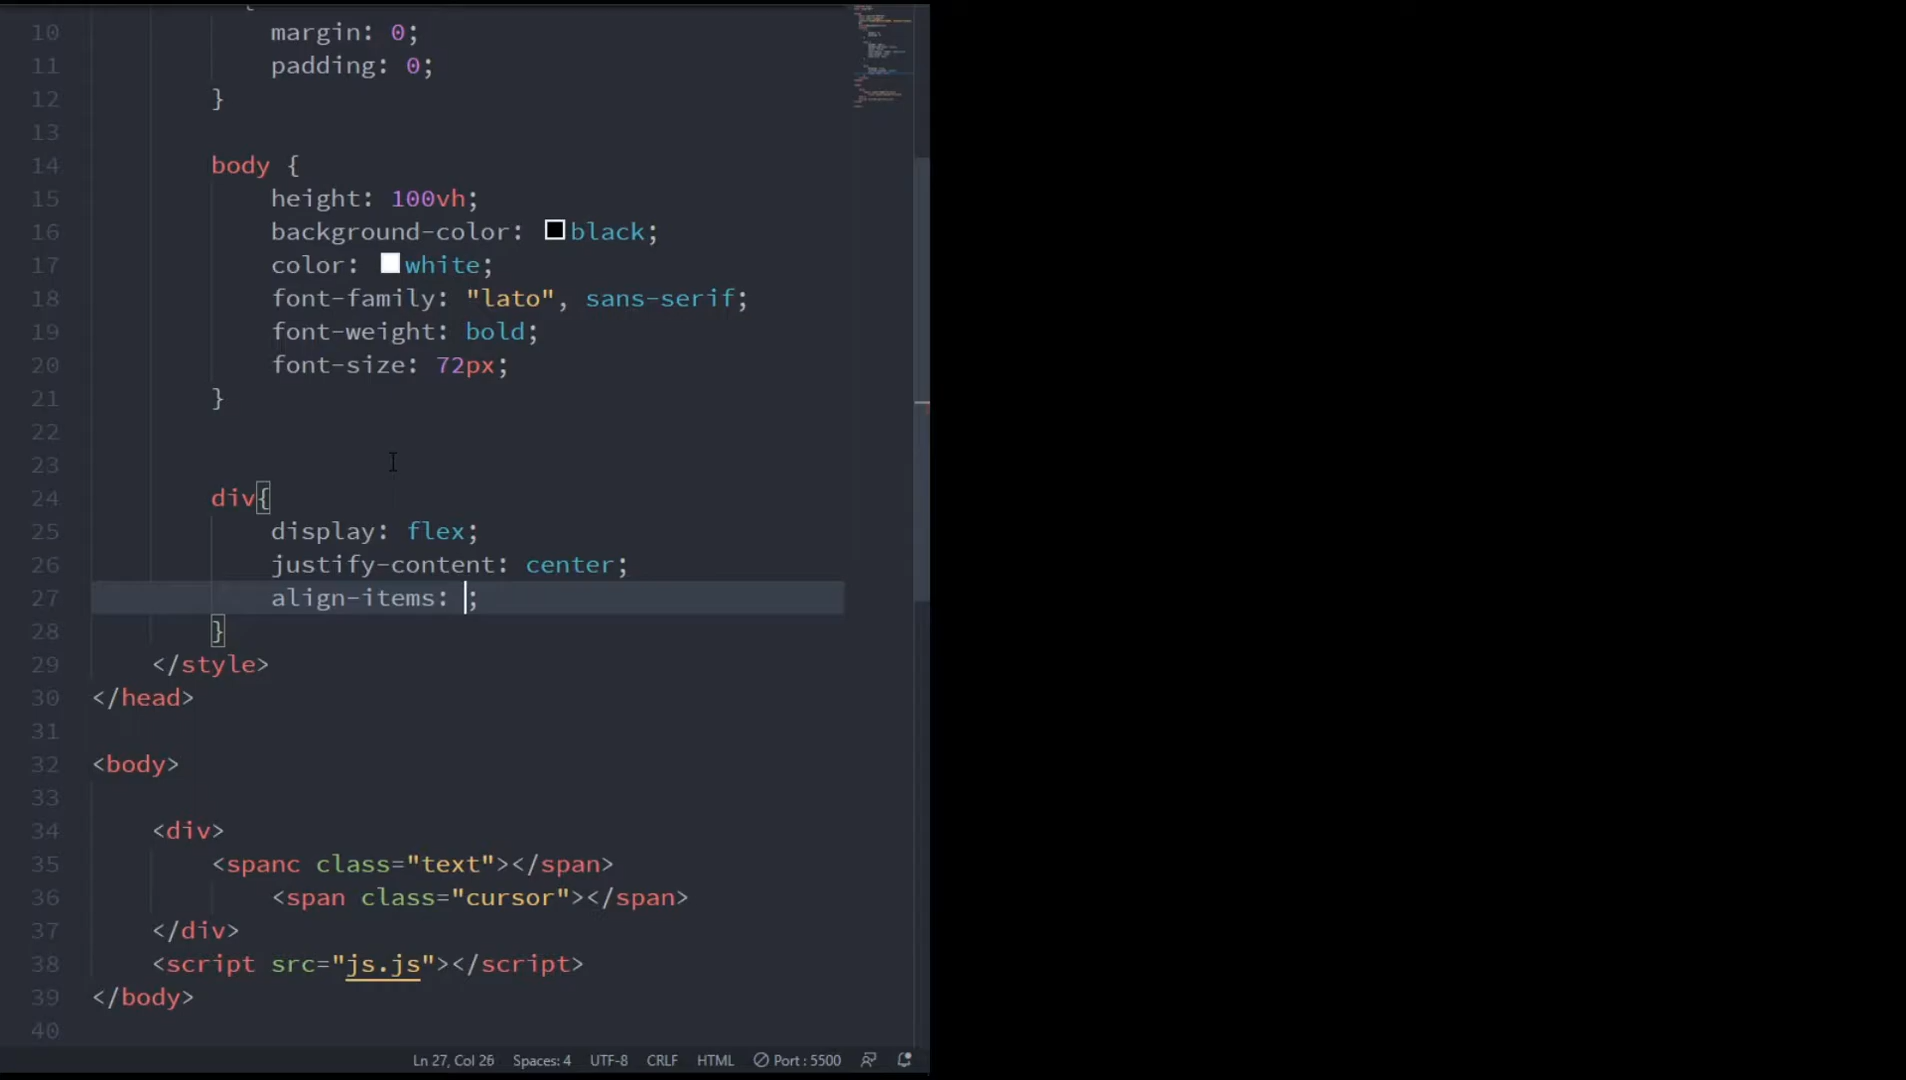 10 margin: 0;
11 padding: 0;
12 }
13
14 body {
15 height: 100vh;
16 background-color: black;
17 color: white;
18 font-family: "lato", sans-serif;
19 font-weight: bold;
20 font-size: 72px;
21 }
22
23
24 div{
25 display: flex;
26 justify-content: center;
27 align-items: ;
28 }
29 </style>
30 </head>
31
32 <body>
33
34 <div>
35 <spanc class="text"></span>
36 <span class="cursor"></span>
37 </div>
38 <script src="js.js"></script>
39 </body>
40
Ln 27, Col 26 Spaces: 4 UTF-8 CRLF HTML Port : 5500